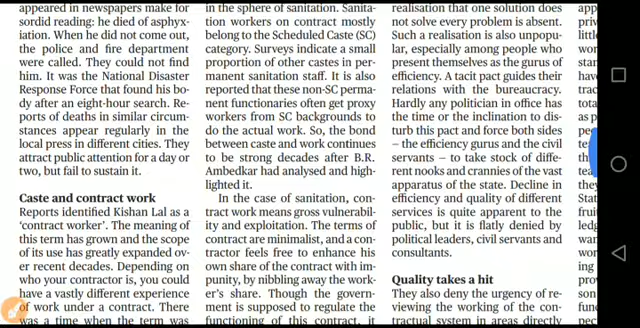 appeared in newspapers make for
sordid reading: he died of asphyx-
iation. When he did not come out,
the police and fire department
were called. They could not find
him. It was the National Disaster
Response Force that found his bo-
dy after an eight-hour search. Re-
ports of deaths in similar circum-
stances appear regularly in the
local press in different cities. They
attract public attention for a day or
two, but fail to sustain it.
Caste and contract work
Reports identified Kishan Lal as a
'contract worker'. The meaning of
this term has grown and the scope
of its use has greatly expanded ov-
er recent decades. Depending on
who your contractor is, you could
have a vastly different experience
of work under a contract. There
was a time when the term was
in the sphere of sanitation. Sanita-
tion workers on contract mostly
belong to the Scheduled Caste (SC)
category. Surveys indicate a small
proportion of other castes in per-
manent sanitation staff. It is also
reported that these non-SC perma-
nent functionaries often get proxy
workers from SC backgrounds to
do the actual work. So, the bond
between caste and work continues
to be strong decades after B.R.
Ambedkar had analysed and high-
lighted it.
In the case of sanitation, con-
tract work means gross vulnerabil-
ity and exploitation. The terms of
contract are minimalist, and a con-
tractor feels free to enhance his
own share of the contract with im-
punity, by nibbling away the work-
er's share. Though the govern-
ment is supposed to regulate the
functioning of this contract, it
realisation that one solution does
not solve every problem is absent.
Such a realisation is also unpopu-
lar, especially among people who
present themselves as the gurus of
efficiency. A tacit pact guides their
relations with the bureaucracy.
Hardly any politician in office has
the time or the inclination to dis-
turb this pact and force both sides
– the efficiency gurus and the civil
servants – to take stock of diffe-
rent nooks and crannies of the vast
apparatus of the state. Decline in
efficiency and quality of different
services is quite apparent to the
public, but it is flatly denied by
political leaders, civil servants and
consultants.
Quality takes a hit
They also deny the urgency of re-
viewing the working of the con-
tractual system in areas directly